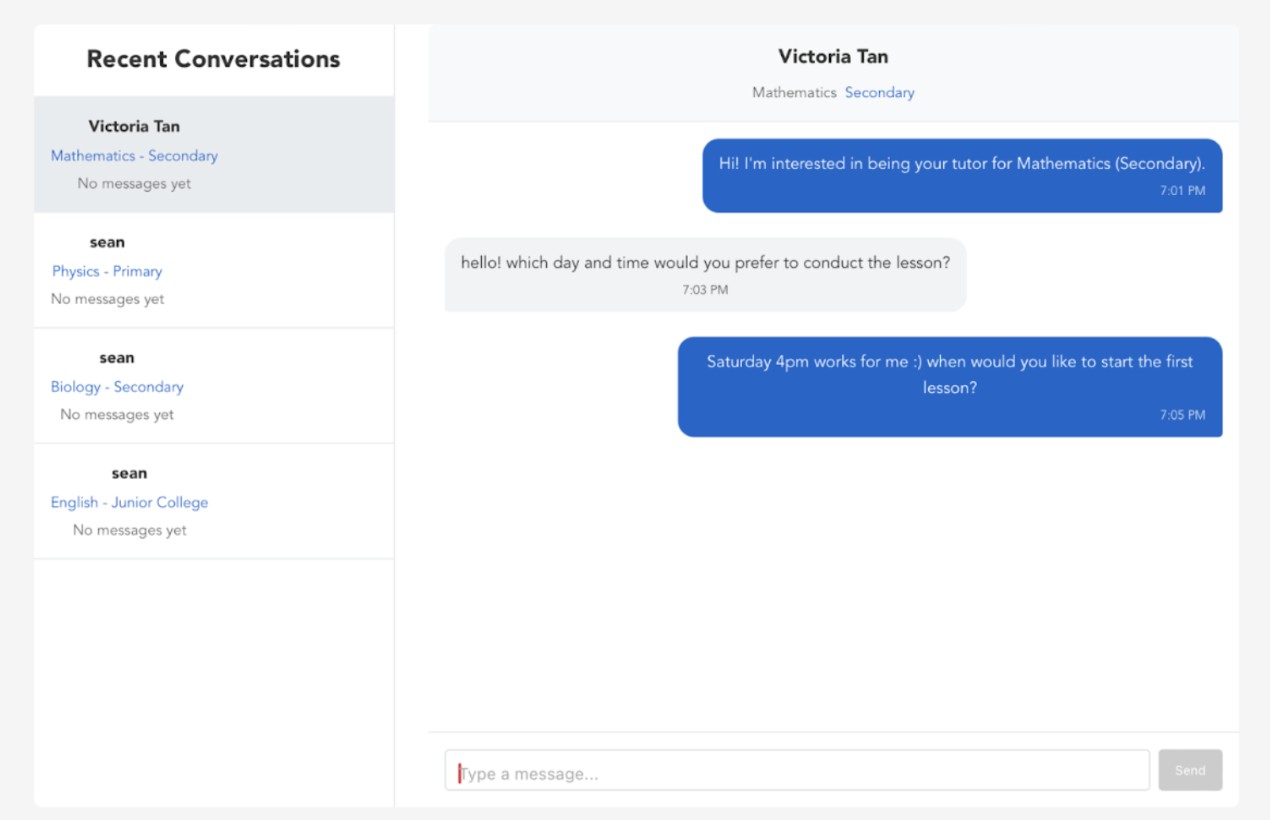 Recent Conversations
Victoria Tan
Mathematics - Secondary
No messages yet
sean
Physics - Primary
No messages yet
sean
Biology - Secondary
No messages yet
sean
English - Junior College
No messages yet
Victoria Tan
Mathematics Secondary
Hi! I'm interested in being your tutor for Mathematics (Secondary).
7:01 PM
hello! which day and time would you prefer to conduct the lesson?
7:03 PM
Saturday 4pm works for me :) when would you like to start the first
lesson?
7:05 PM
Type a message...
Send